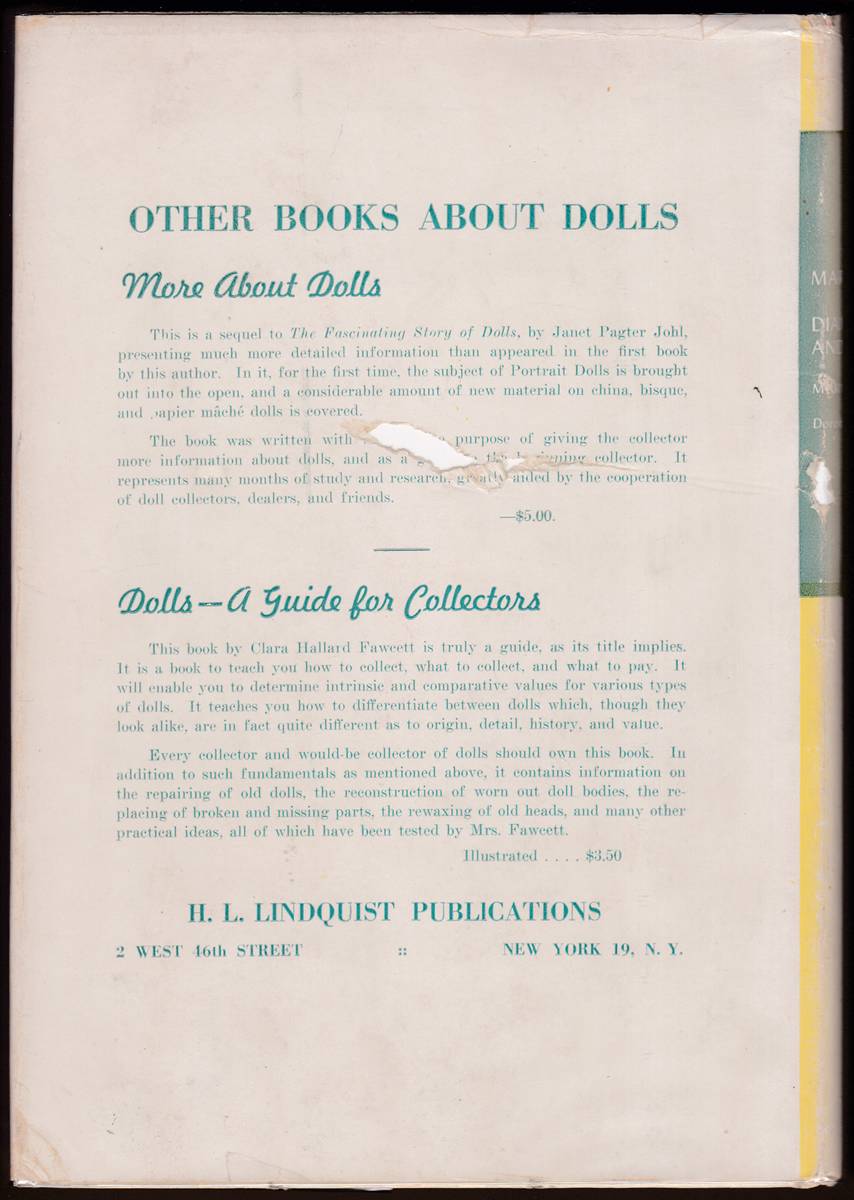 OTHER BOOKS ABOUT DOLLS
More About Dolls
This is a sequel to The Fascinating Story of Dolls, by Janet Pagter Johl,
presenting much more detailed information than appeared in the first book
by this author. In it, for the first time, the subject of Portrait Dolls is brought
out into the open, and a considerable amount of new material on china, bisque,
and papier mâché dolls is covered.
The book was written with purpose of giving the collector
more information about dolls, and as a collector. It
represents many months of study and research, greatly aided by the cooperation
of doll collectors, dealers, and friends.
—$5.00.
Dolls—A Guide for Collectors
This book by Clara Hallard Fawcett is truly a guide, as its title implies.
It is a book to teach you how to collect, what to collect, and what to pay. It
will enable you to determine intrinsic and comparative values for various types
of dolls. It teaches you how to differentiate between dolls which, though they
look alike, are in fact quite different as to origin, detail, history, and value.
Every collector and would-be collector of dolls should own this book. In
addition to such fundamentals as mentioned above, it contains information on
the repairing of old dolls, the reconstruction of worn out doll bodies, the re-
placing of broken and missing parts, the rewaxing of old heads, and many other
practical ideas, all of which have been tested by Mrs. Fawcett.
Illustrated . . . . $3.50
H. L. LINDQUIST PUBLICATIONS
2 WEST 46th STREET :: NEW YORK 19, N. Y.